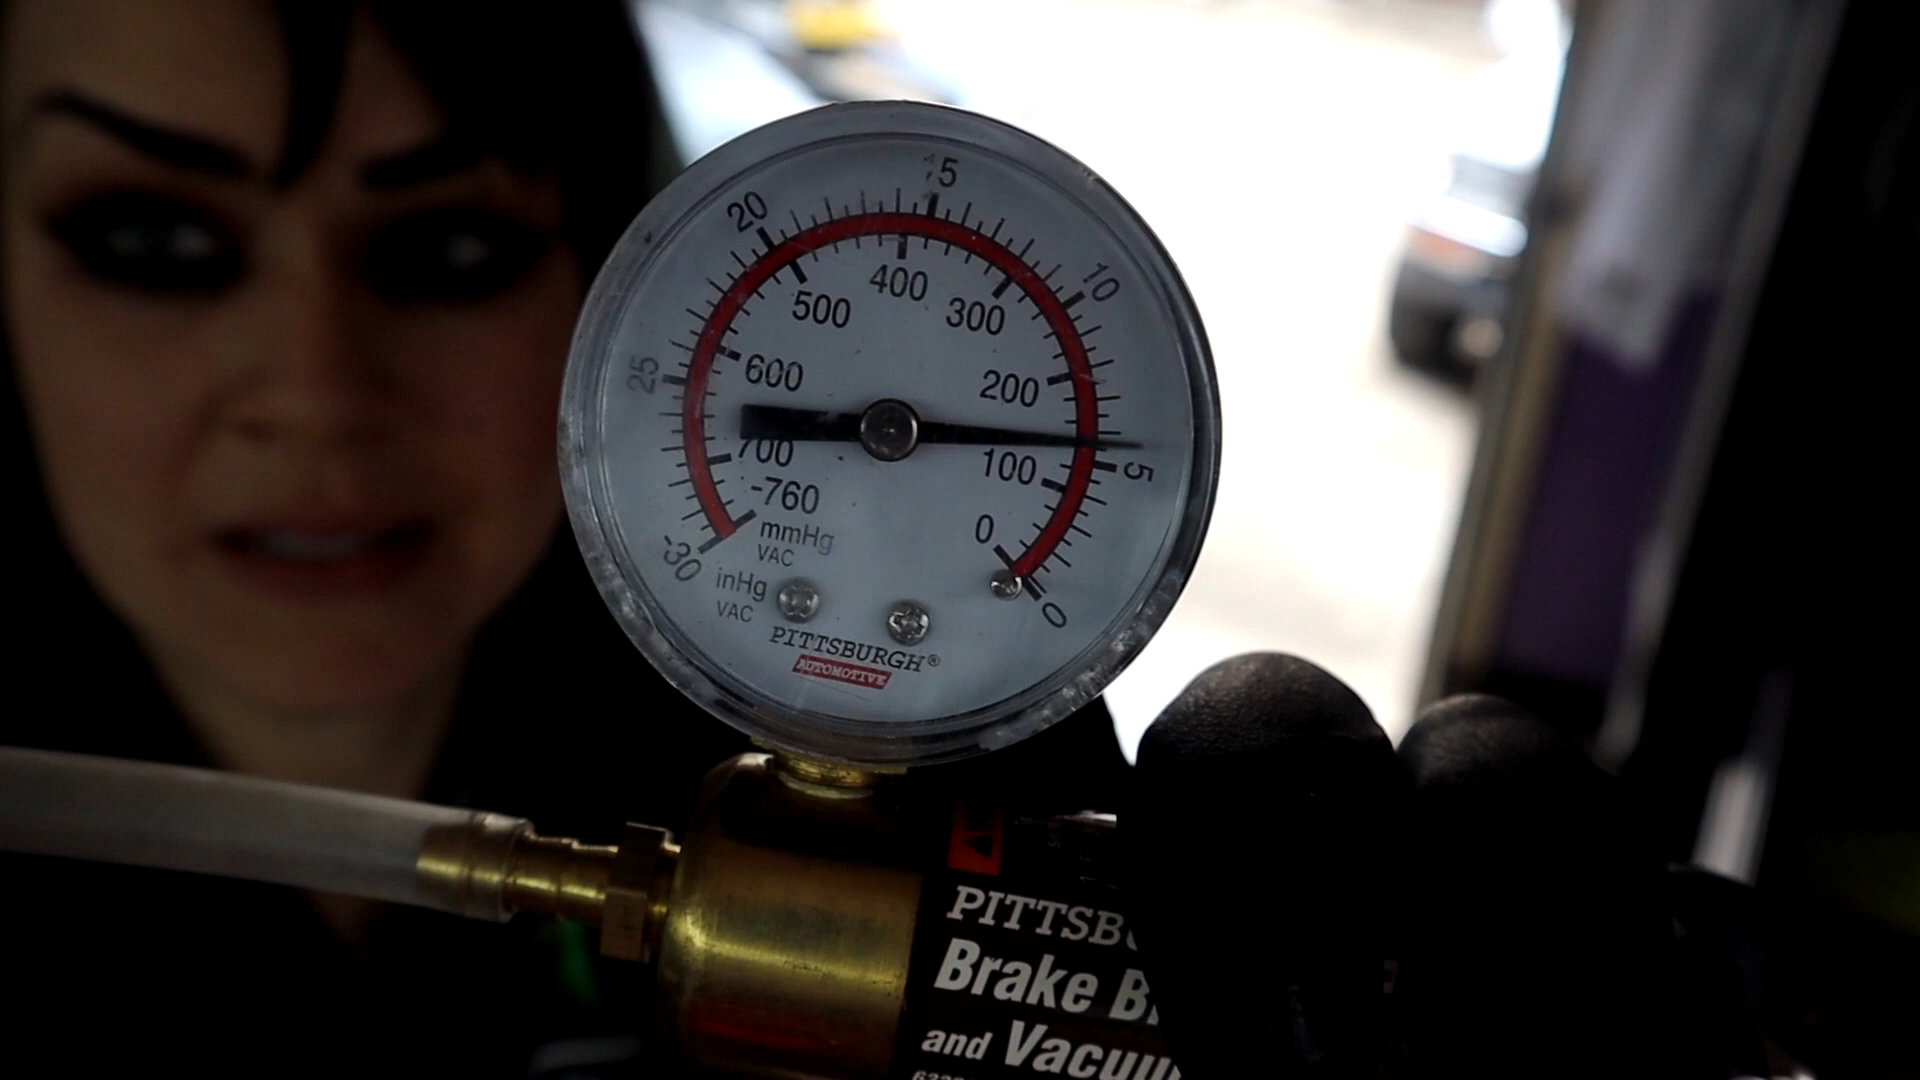 15
20
10
400
500
300
25
600
200
700
100
5
-760
0
mmHg
VAC
-30
inHg
VAC
0
PITTSBURGH®
AUTOMOTIVE
PITTSB
Brake B
and Vacuu